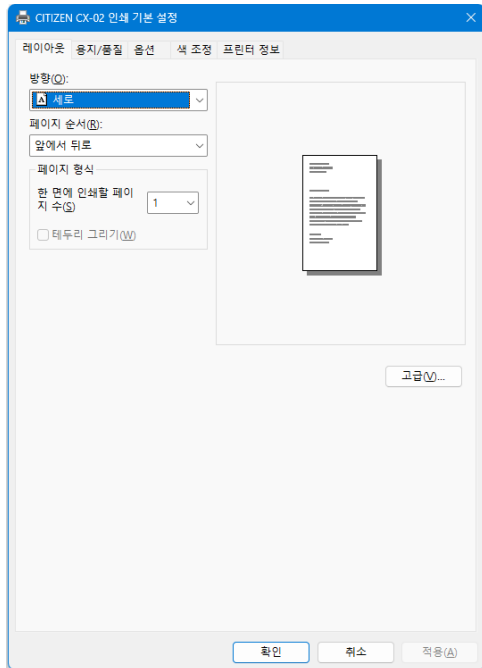 CITIZEN CX-02 인쇄 기본 설정
레이아웃 용지/품질 옵션 색 조정 프린터 정보
방향(O):
세로
페이지 순서(R):
앞에서 뒤로
페이지 형식
한 면에 인쇄할 페이
지 수(S)
1
테두리 그리기(W)
고급(V)...
확인 취소 적용(A)